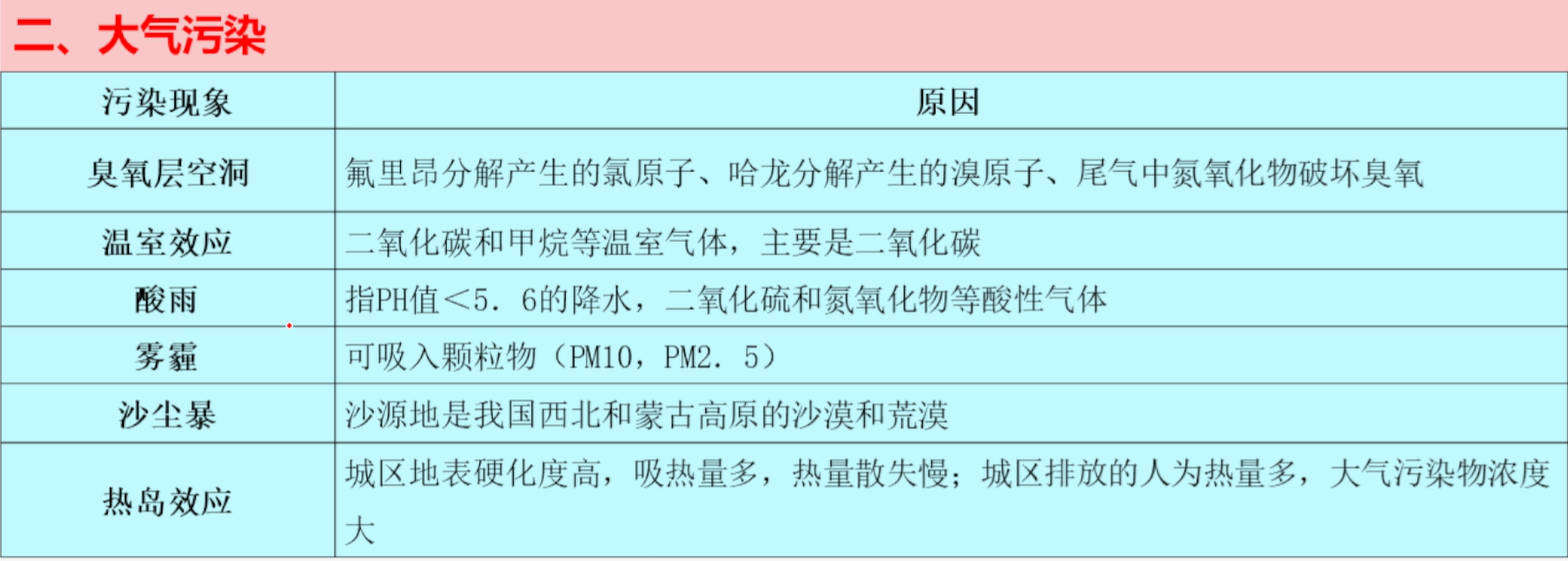 二、大气污染
污染现象 原因
臭氧层空洞 氟里昂分解产生的氯原子、哈龙分解产生的溴原子、尾气中氮氧化物破坏臭氧
温室效应 二氧化碳和甲烷等温室气体，主要是二氧化碳
酸雨 指PH值＜5．6的降水，二氧化硫和氮氧化物等酸性气体
雾霾 可吸入颗粒物（PM10，PM2．5）
沙尘暴 沙源地是我国西北和蒙古高原的沙漠和荒漠
热岛效应 城区地表硬化度高，吸热量多，热量散失慢；城区排放的人为热量多，大气污染物浓度
大